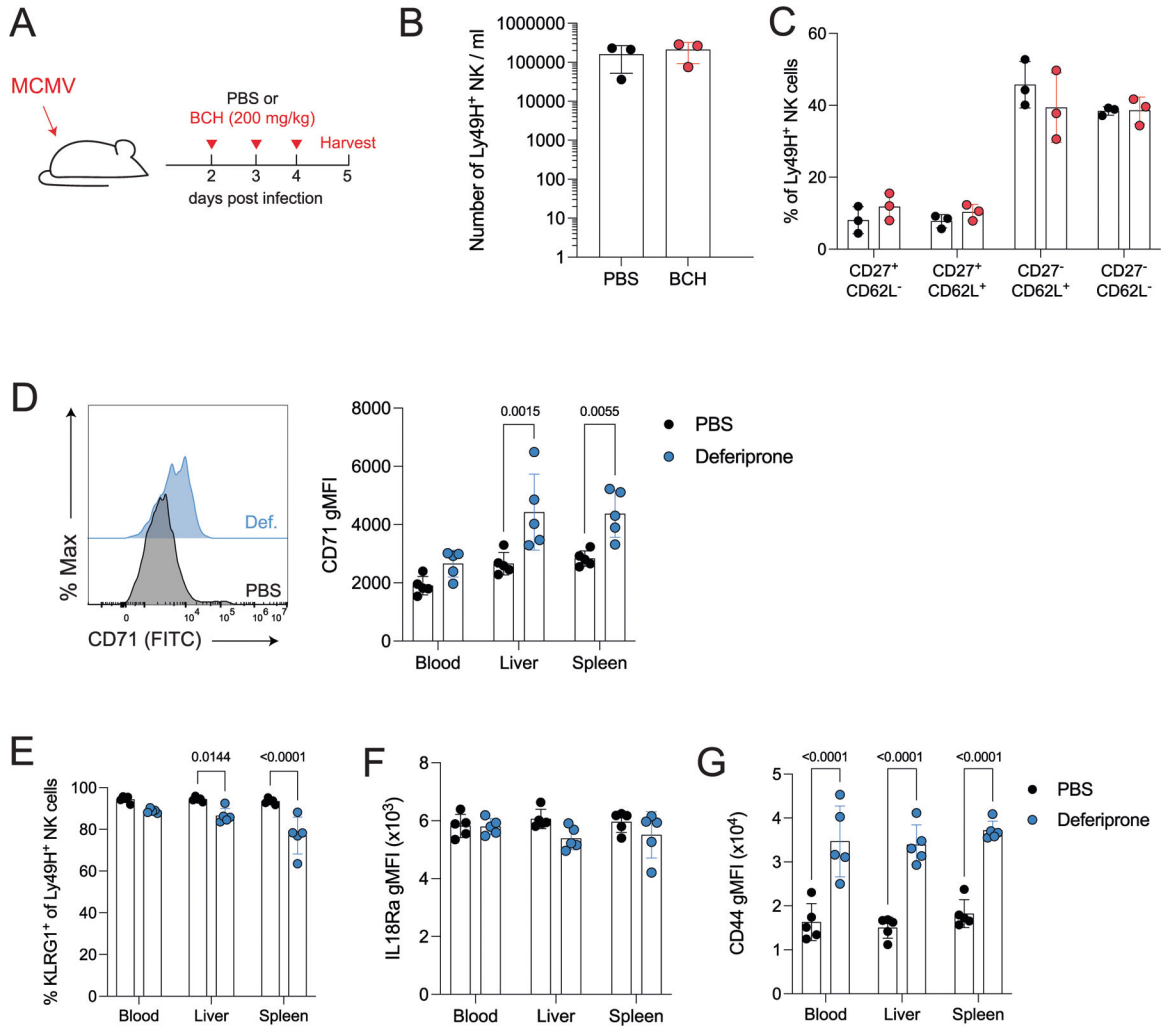 A
MCMV
PBS or
BCH (200 mg/kg)
Harvest
2 3 4 5
days post infection
B
Number of Ly49H+ NK / ml
1000000
100000
10000
1000
100
10
1
PBS BCH
C
% of Ly49H+ NK cells
60
40
20
0
CD27+ CD27+ CD27- CD27-
CD62L- CD62L+ CD62L+ CD62L-
D
% Max
Def.
PBS
0 10⁴ 10⁵ 10⁶ 10⁷
CD71 (FITC)
CD71 gMFI
8000
6000
4000
2000
0
0.0015 0.0055
Blood Liver Spleen
PBS
Deferiprone
E
% KLRG1+ of Ly49H+ NK cells
100
80
60
40
20
0
0.0144 <0.0001
Blood Liver Spleen
F
IL18Ra gMFI (x10³)
8
6
4
2
0
Blood Liver Spleen
G
CD44 gMFI (x10⁴)
5
4
3
2
1
0
<0.0001 <0.0001 <0.0001
Blood Liver Spleen
PBS
Deferiprone